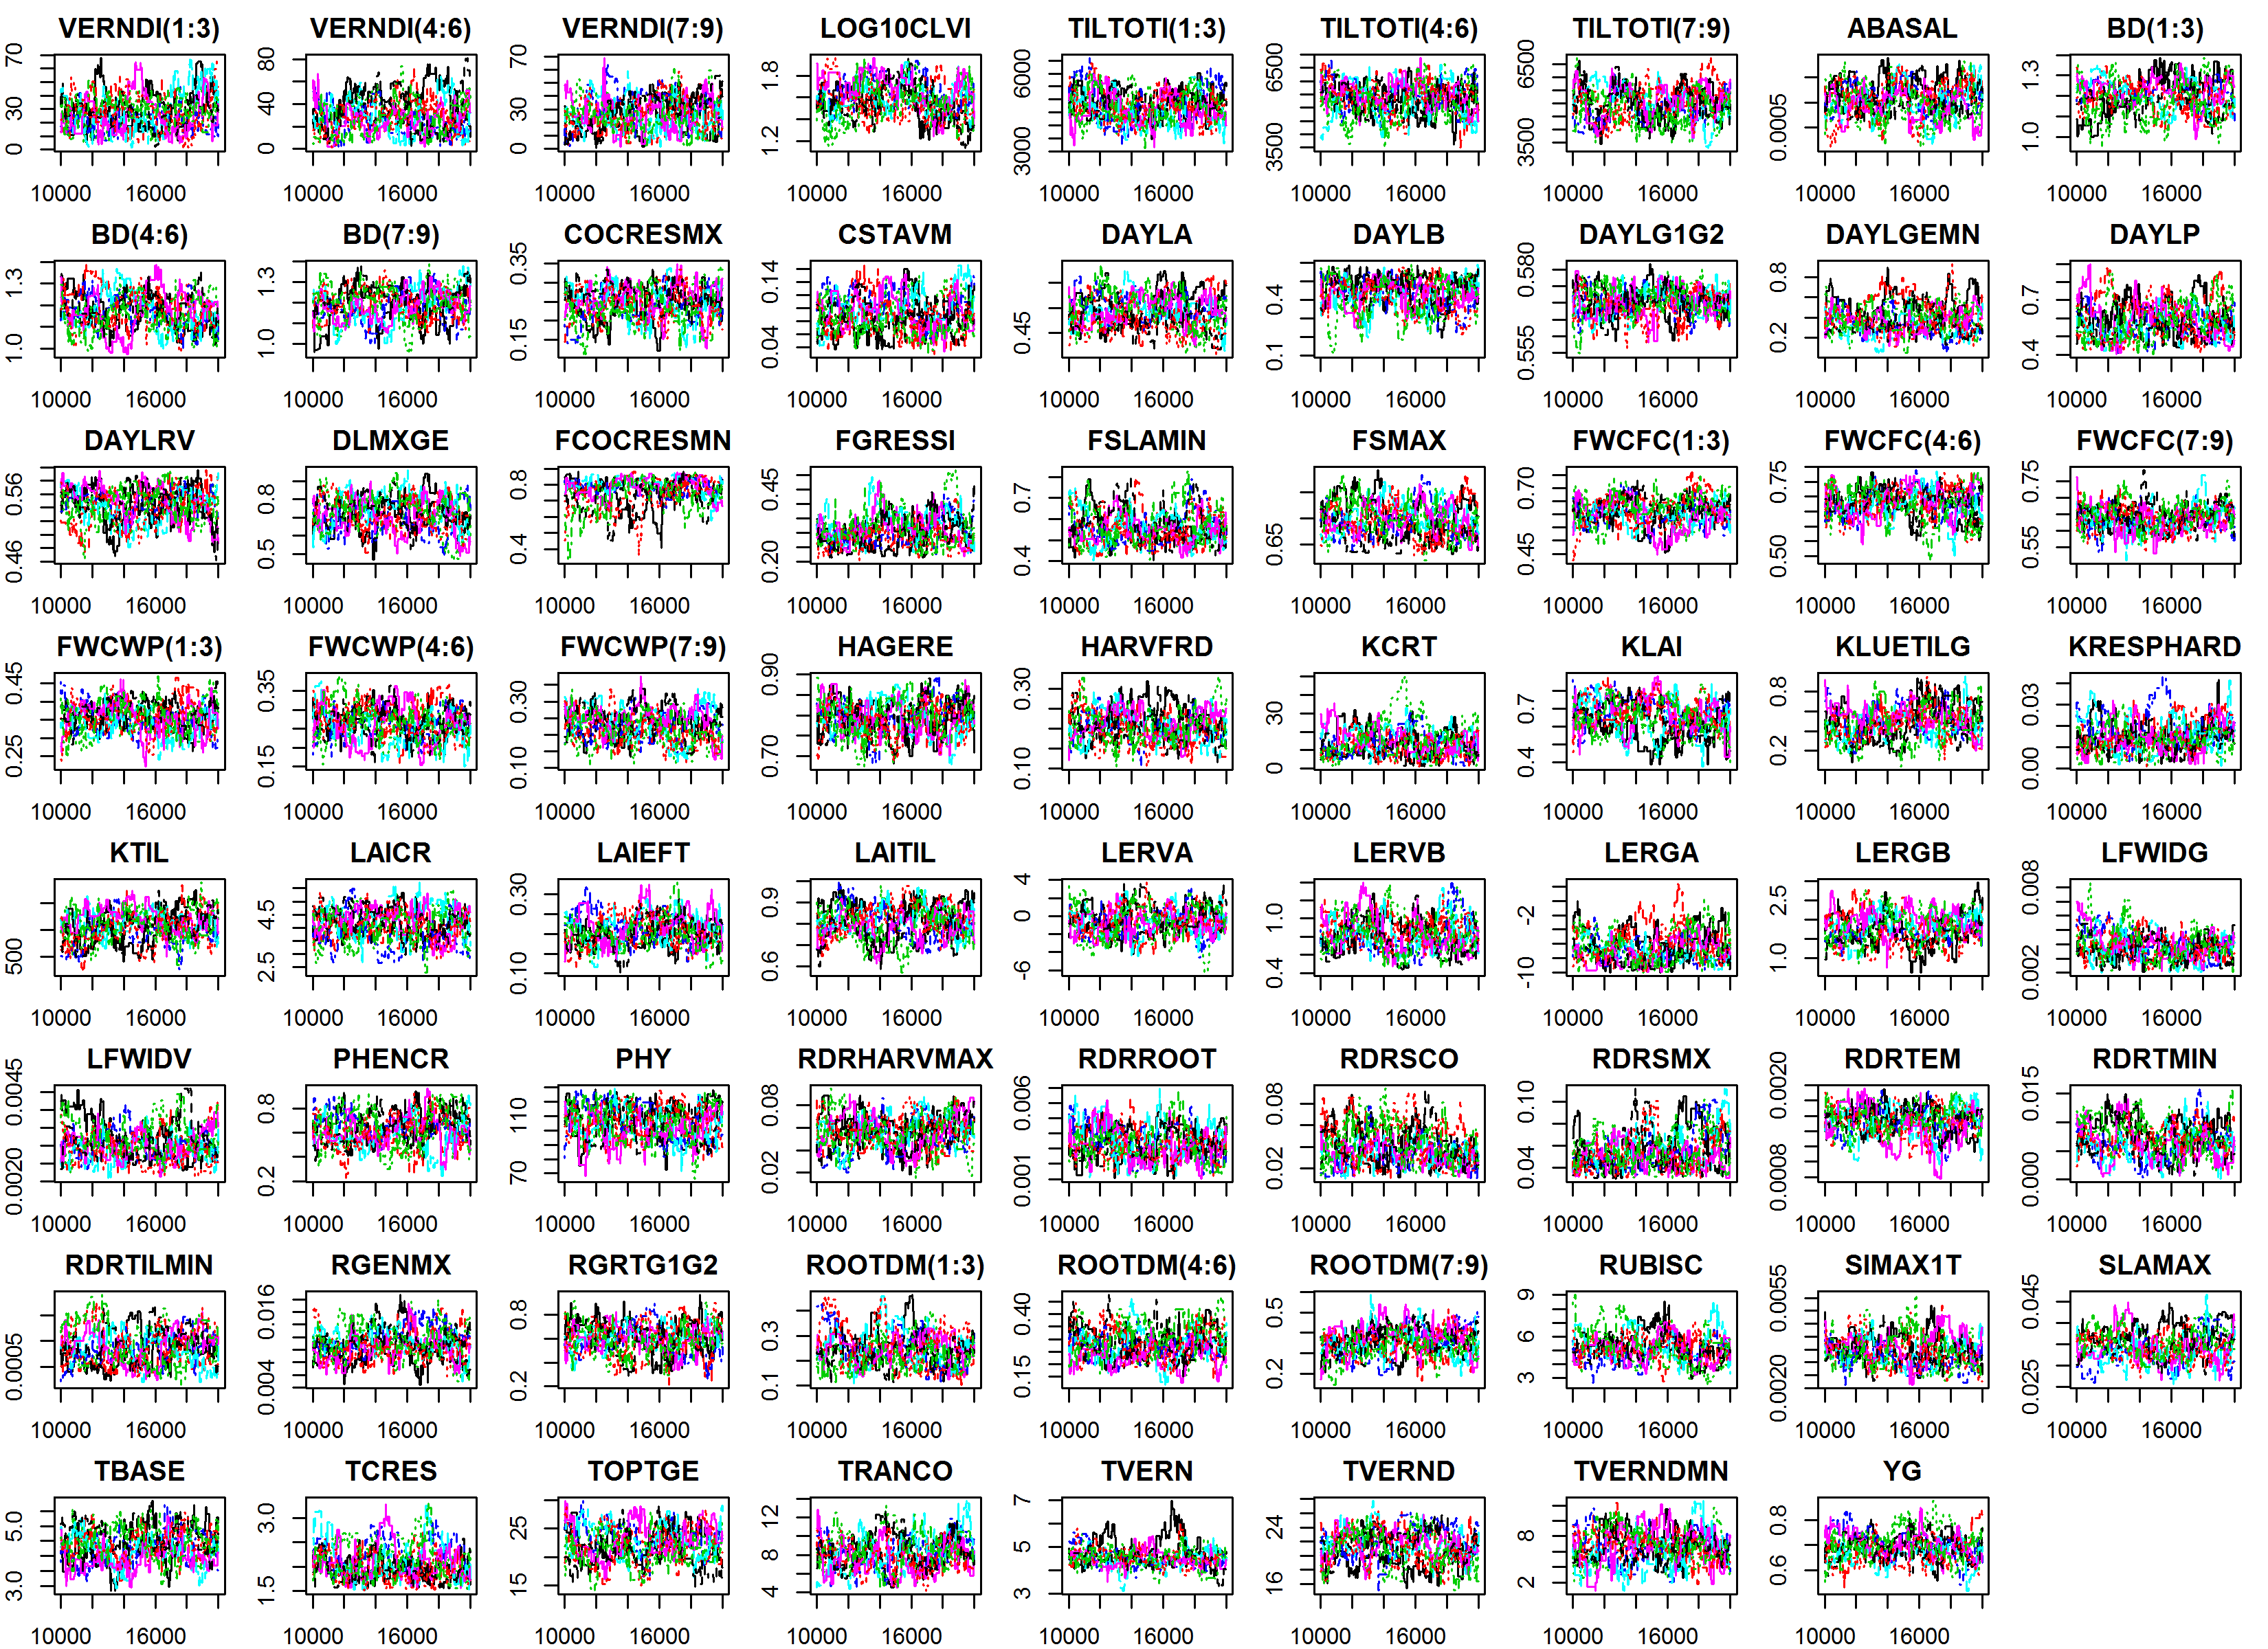 VERNDI(1:3) VERNDI(4:6) VERNDI(7:9) LOG10CLVI TILTOTI(1:3) TILTOTI(4:6) TILTOTI(7:9) ABASAL BD(1:3)
0 30 70 0 40 80 0 30 70 1.2 1.8 3000 6000 3500 6500 3500 6500 0.0005 1.0 1.3
10000 16000 10000 16000 10000 16000 10000 16000 10000 16000 10000 16000 10000 16000 10000 16000 10000 16000
BD(4:6) BD(7:9) COCRESMX CSTAVM DAYLA DAYLB DAYLG1G2 DAYLGEMN DAYLP
1.0 1.3 1.0 1.3 0.15 0.35 0.04 0.14 0.45 0.1 0.4 0.555 0.580 0.2 0.8 0.4 0.7
10000 16000 10000 16000 10000 16000 10000 16000 10000 16000 10000 16000 10000 16000 10000 16000 10000 16000
DAYLRV DLMXGE FCOCRESMN FGRESSI FSLAMIN FSMAX FWCFC(1:3) FWCFC(4:6) FWCFC(7:9)
0.46 0.56 0.5 0.8 0.4 0.8 0.20 0.45 0.4 0.7 0.65 0.45 0.70 0.50 0.75 0.55 0.75
10000 16000 10000 16000 10000 16000 10000 16000 10000 16000 10000 16000 10000 16000 10000 16000 10000 16000
FWCWP(1:3) FWCWP(4:6) FWCWP(7:9) HAGERE HARVFRD KCRT KLAI KLUETILG KRESPHARD
0.25 0.45 0.15 0.35 0.10 0.30 0.70 0.90 0.10 0.30 0 30 0.4 0.7 0.2 0.8 0.00 0.03
10000 16000 10000 16000 10000 16000 10000 16000 10000 16000 10000 16000 10000 16000 10000 16000 10000 16000
KTIL LAICR LAIEFT LAITIL LERVA LERVB LERGA LERGB LFWIDG
500 2.5 4.5 0.10 0.30 0.6 0.9 -6 0 4 0.4 1.0 -10 -2 1.0 2.5 0.002 0.008
10000 16000 10000 16000 10000 16000 10000 16000 10000 16000 10000 16000 10000 16000 10000 16000 10000 16000
LFWIDV PHENCR PHY RDRHARVMAX RDRROOT RDRSCO RDRSMX RDRTEM RDRTMIN
0.0020 0.0045 0.2 0.8 70 110 0.02 0.08 0.001 0.006 0.02 0.08 0.04 0.10 0.0008 0.0020 0.000 0.015
10000 16000 10000 16000 10000 16000 10000 16000 10000 16000 10000 16000 10000 16000 10000 16000 10000 16000
RDRTILMIN RGENMX RGRTG1G2 ROOTDM(1:3) ROOTDM(4:6) ROOTDM(7:9) RUBISC SIMAX1T SLAMAX
0.0005 0.004 0.016 0.2 0.8 0.1 0.3 0.15 0.40 0.2 0.5 3 6 9 0.0020 0.0055 0.025 0.045
10000 16000 10000 16000 10000 16000 10000 16000 10000 16000 10000 16000 10000 16000 10000 16000 10000 16000
TBASE TCRES TOPTGE TRANCO TVERN TVERND TVERNDMN YG
3.0 5.0 1.5 3.0 15 25 4 8 12 3 5 7 16 24 2 8 0.6 0.8
10000 16000 10000 16000 10000 16000 10000 16000 10000 16000 10000 16000 10000 16000 10000 16000